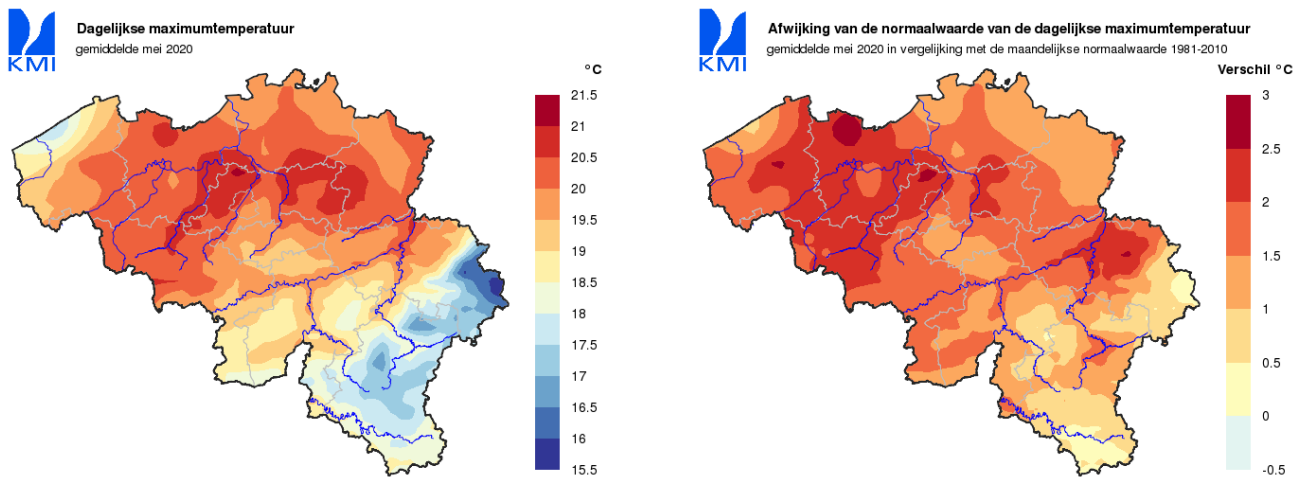 KMI
Dagelijkse maximumtemperatuur
gemiddelde mei 2020
°C
21.5
21
20.5
20
19.5
19
18.5
18
17.5
17
16.5
16
15.5
KMI
Afwijking van de normaalwaarde van de dagelijkse maximumtemperatuur
gemiddelde mei 2020 in vergelijking met de maandelijkse normaalwaarde 1981-2010
Verschil °C
3
2.5
2
1.5
1
0.5
0
-0.5